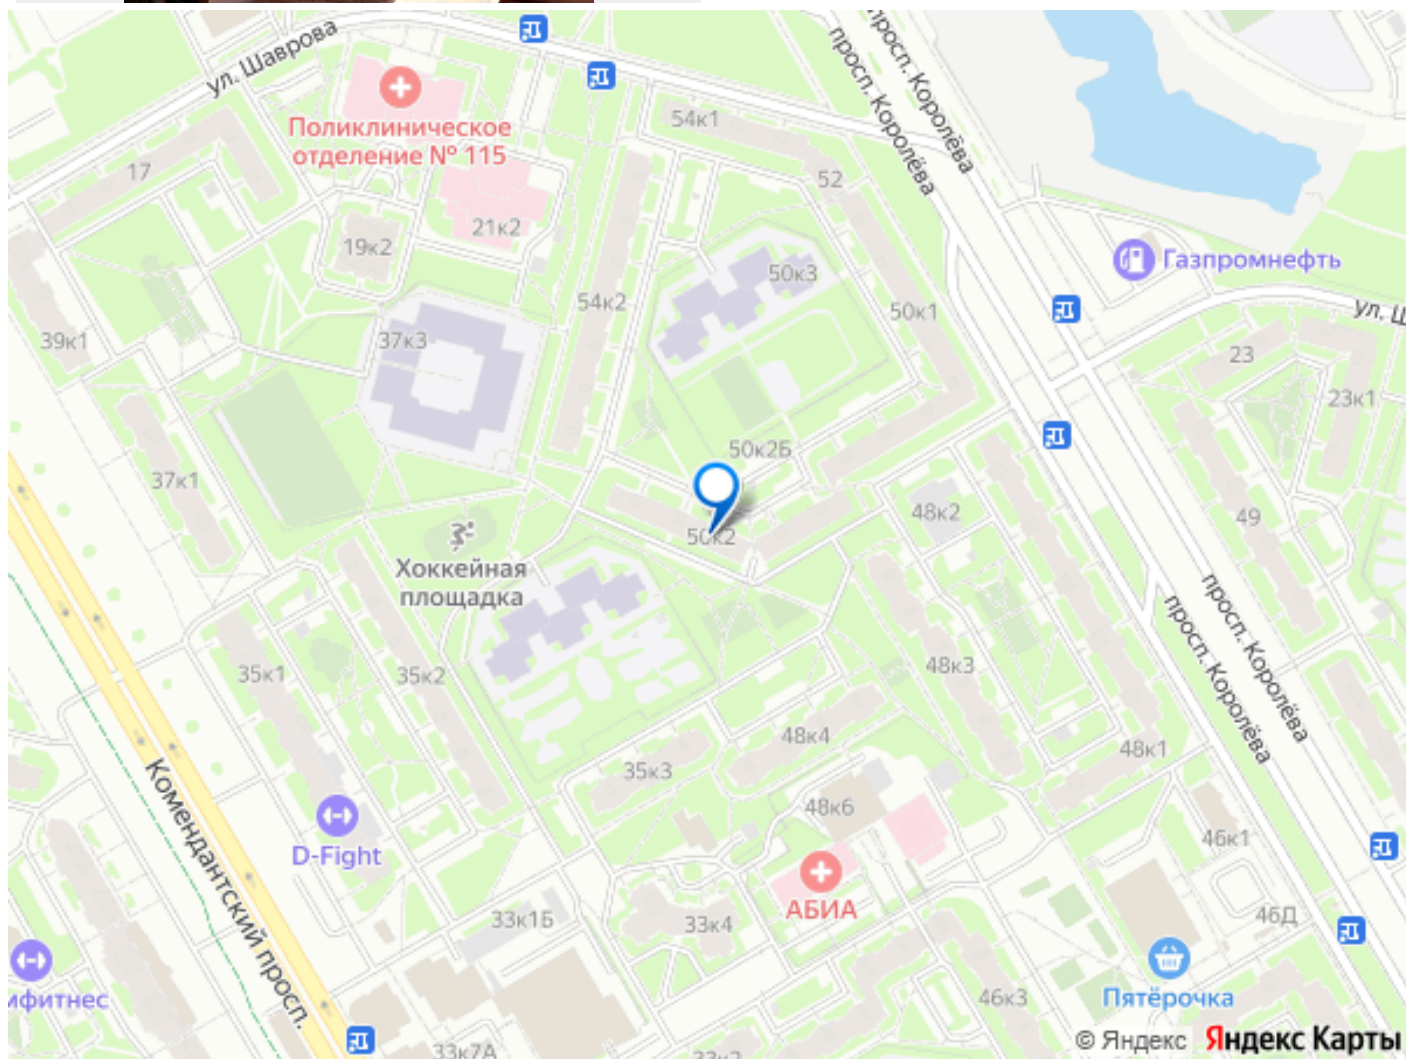 ул. Шаврова
просп. Королёва
просп. Королёва
54к1
Поликлиническое
отделение № 115
17
52
21к2
19к2
50к3
Газпромнефть
54к2
50к1
ул. Ш
39к1
37к3
23
23к1
50к2Б
37к1
48к2
49
50к2
Хоккейная
площадка
просп. Королёва
просп. Королёва
35к1
35к2
48к3
48к4
48к1
35к3
Комендантский просп.
48к6
46к1
D-Fight
АБИА
33к1Б
33к4
46Д
мфитнес
46к3
Пятёрочка
33к7А
33к2
© Яндекс Яндекс Карты